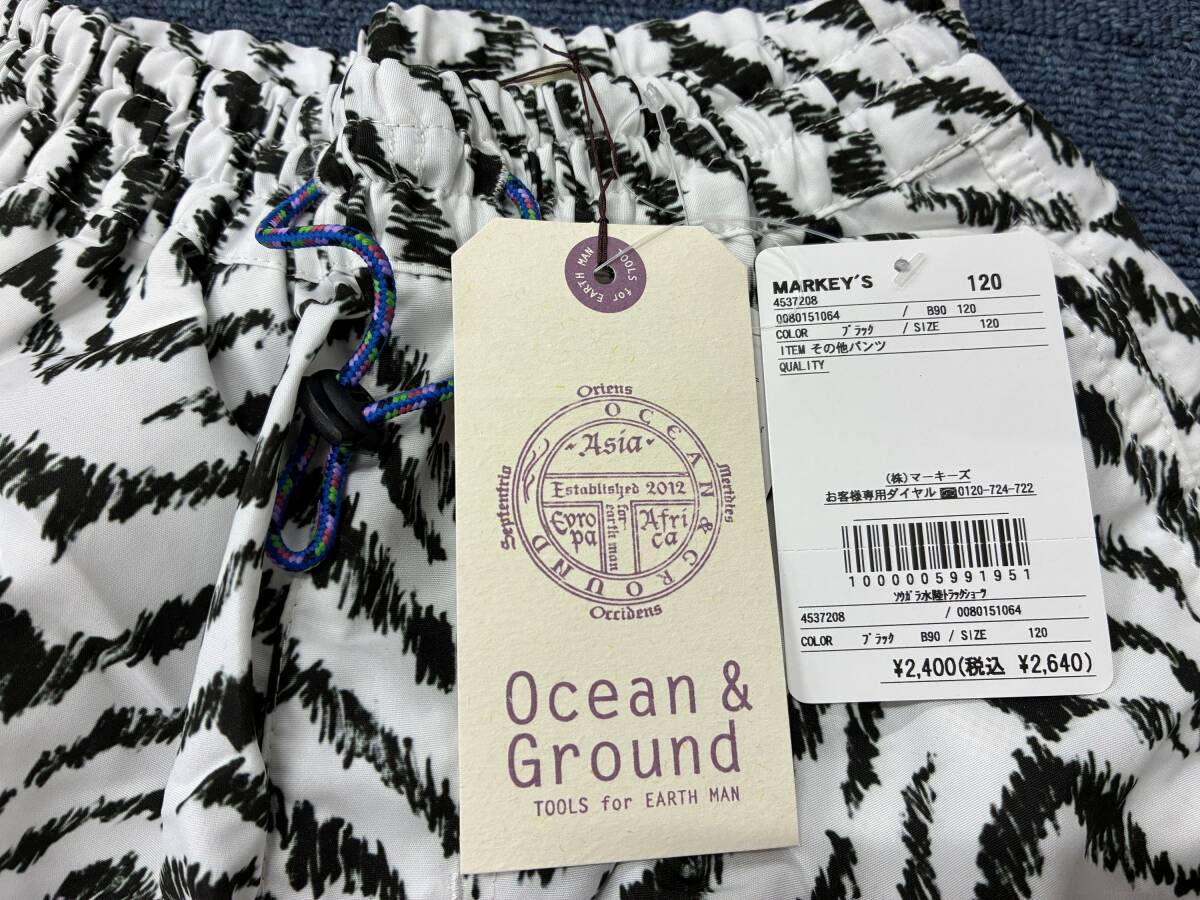 TOOLS for EARTH MAN
Oriens
OCEAN & GROUND
Asia
Septentrio
Meridies
Established 2012
Evro
pa
for
earth man
Afri
ca
Occidens
Ocean &
Ground
TOOLS for EARTH MAN
MARKEY'S 120
4537208
0080151064 / B90 120
COLOR ブラック / SIZE 120
ITEM その他パンツ
QUALITY
(株)マーキーズ
お客様専用ダイヤル ☎0120-724-722
1000005991951
ソウガラ水陸トラックショーツ
4537208 / 0080151064
COLOR ブラック B90 / SIZE 120
¥2,400(税込 ¥2,640)